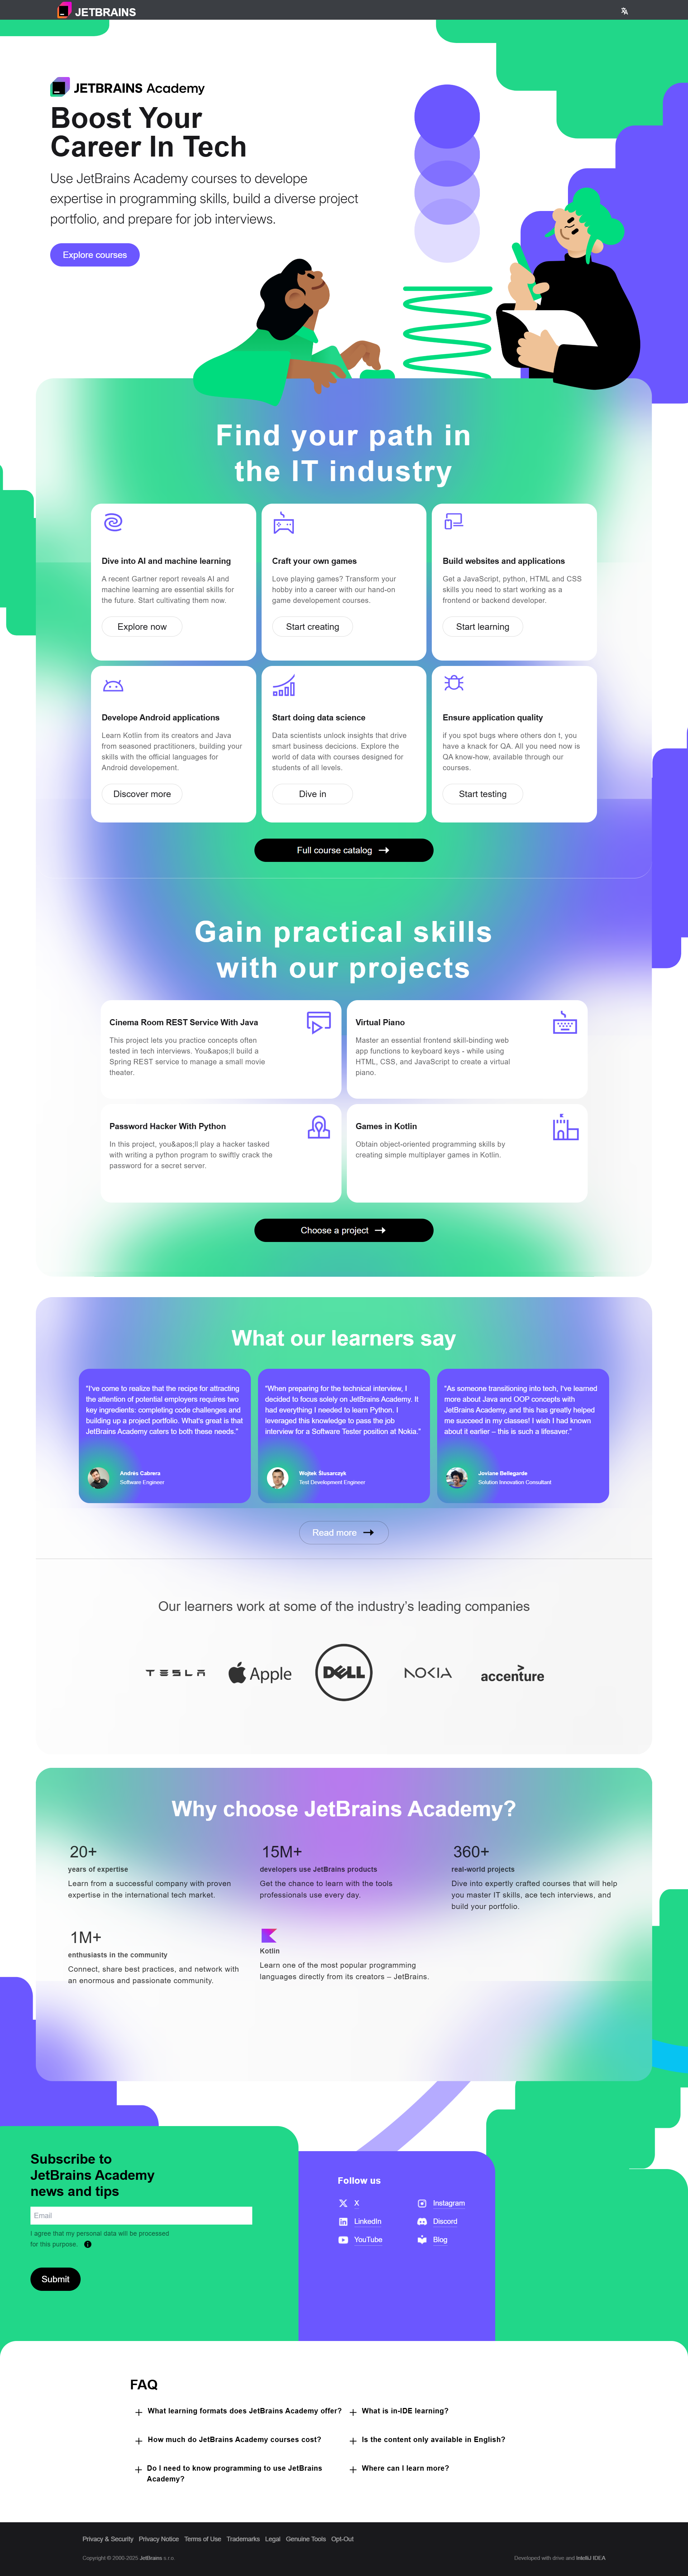 JETBRAINS
JETBRAINS Academy
Boost Your
Career In Tech
Use JetBrains Academy courses to develope
expertise in programming skills, build a diverse project
portfolio, and prepare for job interviews.
Explore courses
Find your path in
the IT industry
Dive into AI and machine learning
A recent Gartner report reveals AI and
machine learning are essential skills for
the future. Start cultivating them now.
Explore now
Craft your own games
Love playing games? Transform your
hobby into a career with our hand-on
game developement courses.
Start creating
Build websites and applications
Get a JavaScript, python, HTML and CSS
skills you need to start working as a
frontend or backend developer.
Start learning
Develope Android applications
Learn Kotlin from its creators and Java
from seasoned practitioners, building your
skills with the official languages for
Android developement.
Discover more
Start doing data science
Data scientists unlock insights that drive
smart business decicions. Explore the
world of data with courses designed for
students of all levels.
Dive in
Ensure application quality
if you spot bugs where others don t, you
have a knack for QA. All you need now is
QA know-how, available through our
courses.
Start testing
Full course catalog
Gain practical skills
with our projects
Cinema Room REST Service With Java
This project lets you practice concepts often
tested in tech interviews. You&apos;ll build a
Spring REST service to manage a small movie
theater.
Virtual Piano
Master an essential frontend skill-binding web
app functions to keyboard keys - while using
HTML, CSS, and JavaScript to create a virtual
piano.
Password Hacker With Python
In this project, you&apos;ll play a hacker tasked
with writing a python program to swiftly crack the
password for a secret server.
Games in Kotlin
Obtain object-oriented programming skills by
creating simple multiplayer games in Kotlin.
Choose a project
What our learners say
"I've come to realize that the recipe for attracting
the attention of potential employers requires two
key ingredients: completing code challenges and
building up a project portfolio. What's great is that
JetBrains Academy caters to both these needs."
Andrés Cabrera
Software Engineer
"When preparing for the technical interview, I
decided to focus solely on JetBrains Academy. It
had everything I needed to learn Python. I
leveraged this knowledge to pass the job
interview for a Software Tester position at Nokia."
Wojtek Ślusarczyk
Test Development Engineer
"As someone transitioning into tech, I've learned
more about Java and OOP concepts with
JetBrains Academy, and this has greatly helped
me succeed in my classes! I wish I had known
about it earlier – this is such a lifesaver."
Joviane Bellegarde
Solution Innovation Consultant
Read more
Our learners work at some of the industry's leading companies
TESLA
Apple
DELL
NOKIA
accenture
Why choose JetBrains Academy?
20+
years of expertise
Learn from a successful company with proven
expertise in the international tech market.
15M+
developers use JetBrains products
Get the chance to learn with the tools
professionals use every day.
360+
real-world projects
Dive into expertly crafted courses that will help
you master IT skills, ace tech interviews, and
build your portfolio.
1M+
enthusiasts in the community
Connect, share best practices, and network with
an enormous and passionate community.
Kotlin
Learn one of the most popular programming
languages directly from its creators – JetBrains.
Subscribe to
JetBrains Academy
news and tips
Email
I agree that my personal data will be processed
for this purpose.
Submit
Follow us
X
Instagram
LinkedIn
Discord
YouTube
Blog
FAQ
What learning formats does JetBrains Academy offer?
What is in-IDE learning?
How much do JetBrains Academy courses cost?
Is the content only available in English?
Do I need to know programming to use JetBrains
Academy?
Where can I learn more?
Privacy & Security Privacy Notice Terms of Use Trademarks Legal Genuine Tools Opt-Out
Copyright © 2000-2025 JetBrains s.r.o.
Developed with drive and IntelliJ IDEA